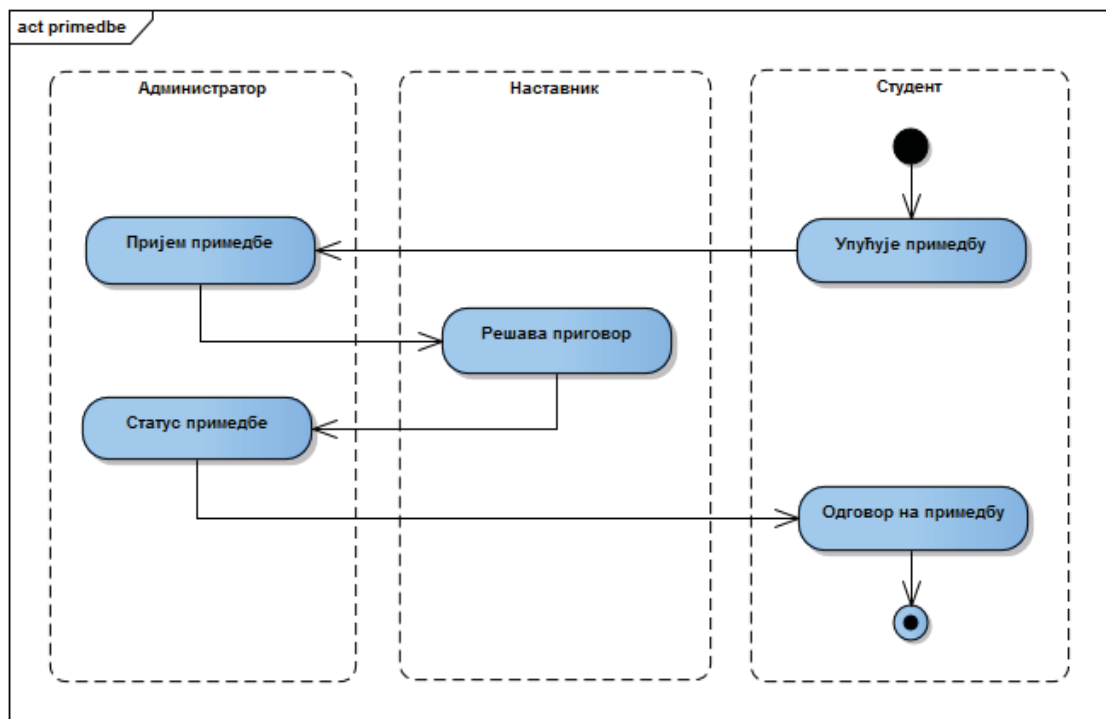 act primedbe
Администратор
Наставник
Студент
Пријем примедбе
Упућује примедбу
Решава приговор
Статус примедбе
Одговор на примедбу